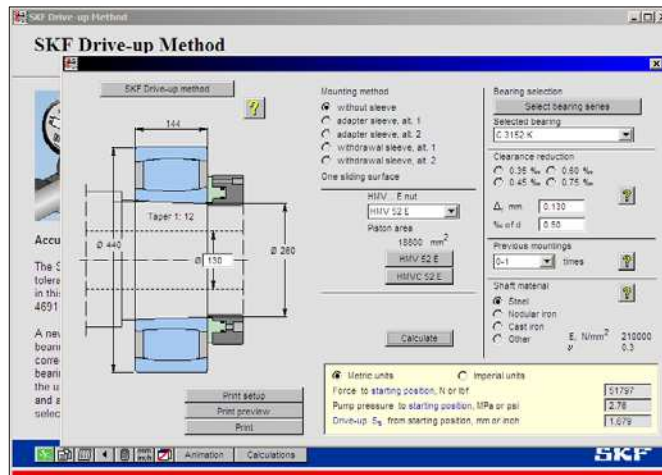 SKF Drive-up Method
SKF Drive-up Method
SKF Drive-up method
144
Taper 1: 12
Ø 440
Ø 130
Ø 260
Mounting method
without sleeve
adapter sleeve, alt. 1
adapter sleeve, alt. 2
withdrawal sleeve, alt. 1
withdrawal sleeve, alt. 2
One sliding surface
HMV ... E nut
HMV 52 E
Piston area
18800 mm2
HMV 52 E
HMVC 52 E
Calculate
Bearing selection
Select bearing series
Selected bearing
C 3152 K
Clearance reduction
0.35 ‰ 0.60 ‰
0.45 ‰ 0.75 ‰
Δ, mm 0.130
‰ of d 0.50
Previous mountings
0-1 times
Shaft material
Steel
Nodular iron
Cast iron
Other E, N/mm2 210000
ν 0.3
Metric units Imperial units
Force to starting position, N or lbf 51797
Pump pressure to starting position, MPa or psi 2.76
Drive-up Ss from starting position, mm or inch 1.679
Print setup
Print preview
Print
Accu
The S
tolera
in this
4691
A nev
bearin
corre
bearin
the u
and a
selec
Animation
Calculations
SKF